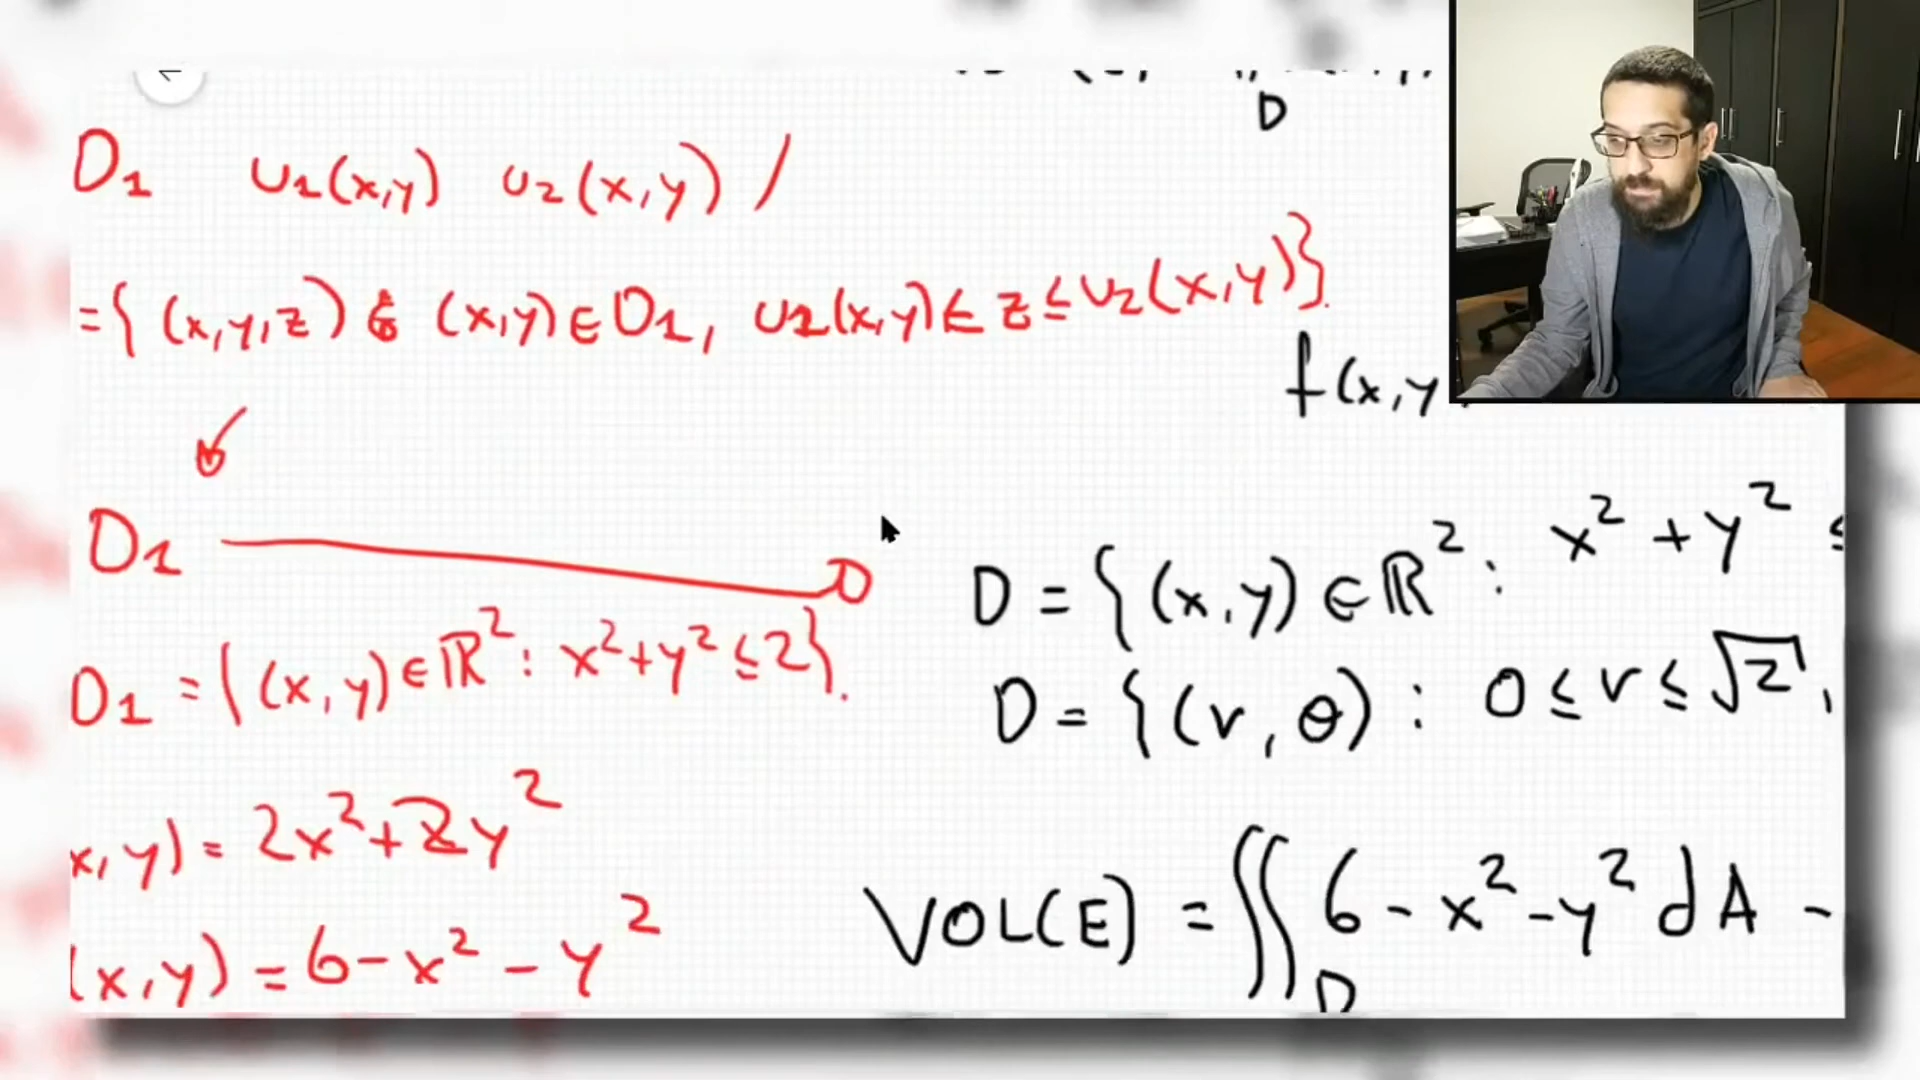 D
D₁ u₁(x,y) u₂(x,y) /
={ (x,y,z) (x,y)∈D₁, u₁(x,y)≤ z≤u₂(x,y)}.
f(x,y
D₁ D
D = {(x,y)∈ℝ² : x²+y² ≤
D₁ ={(x,y)∈ℝ²: x²+y²≤2}.
D = {(r, θ) : 0≤r≤√2,
x,y)= 2x²+2y²
VOL(E) = ∬_D 6-x²-y² dA -
(x,y) =6-x²-y²